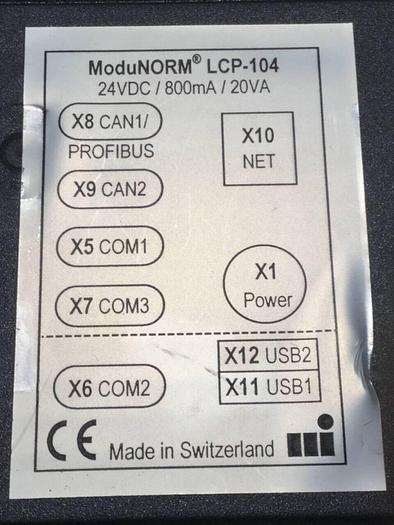 ModuNORM® LCP-104
24VDC / 800mA / 20VA
X8 CAN1/
PROFIBUS
X10
NET
X9 CAN2
X5 COM1
X1
Power
X7 COM3
X12 USB2
X11 USB1
X6 COM2
CE Made in Switzerland